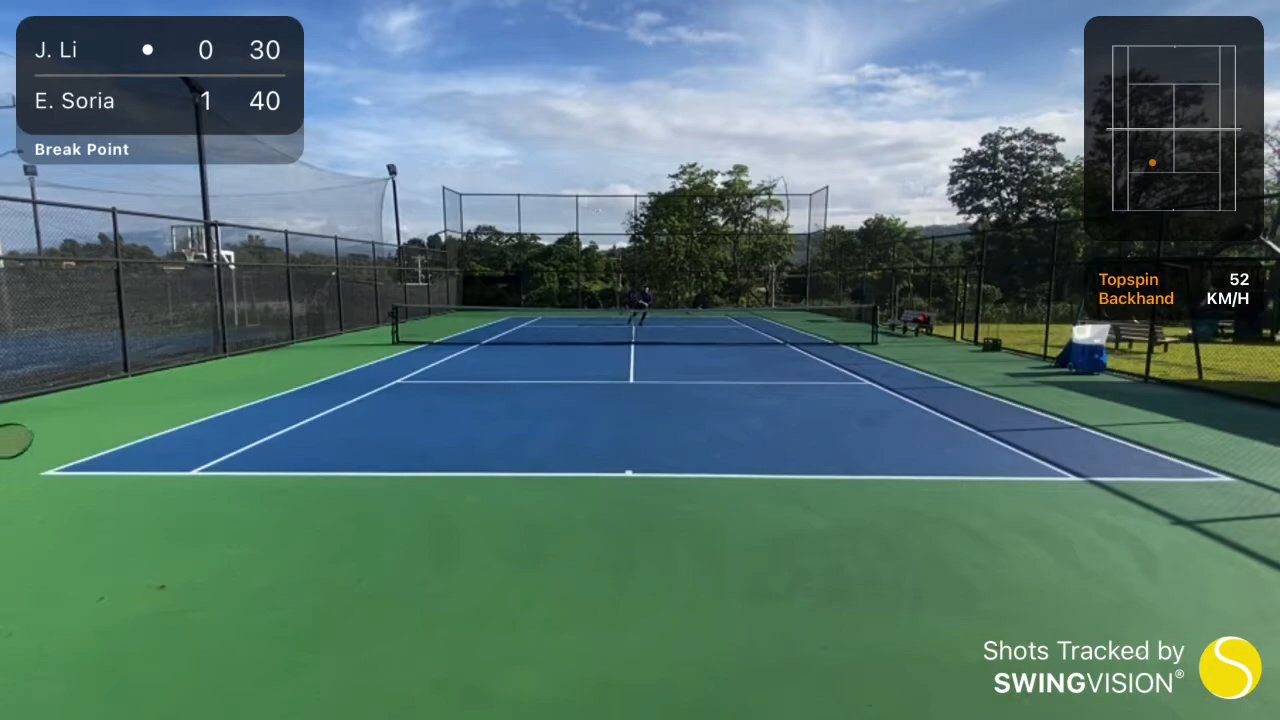 J. Li 0 30
E. Soria 1 40
Break Point
Topspin 52
Backhand KM/H
Shots Tracked by
SWINGVISION®